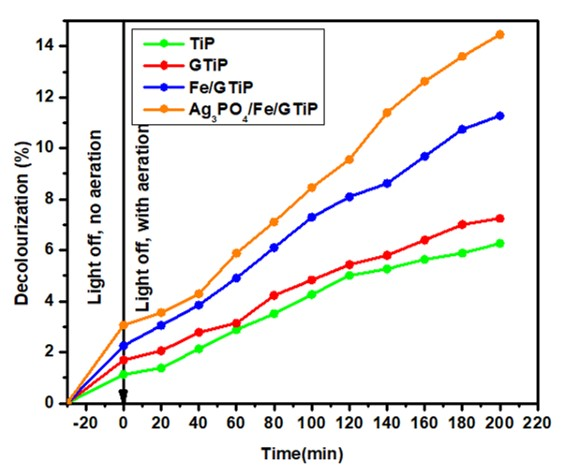 14
12
10
8
6
4
2
0
Decolourization (%)
Light off, no aeration
Light off, with aeration
TiP
GTiP
Fe/GTiP
Ag₃PO₄/Fe/GTiP
-20 0 20 40 60 80 100 120 140 160 180 200 220
Time(min)